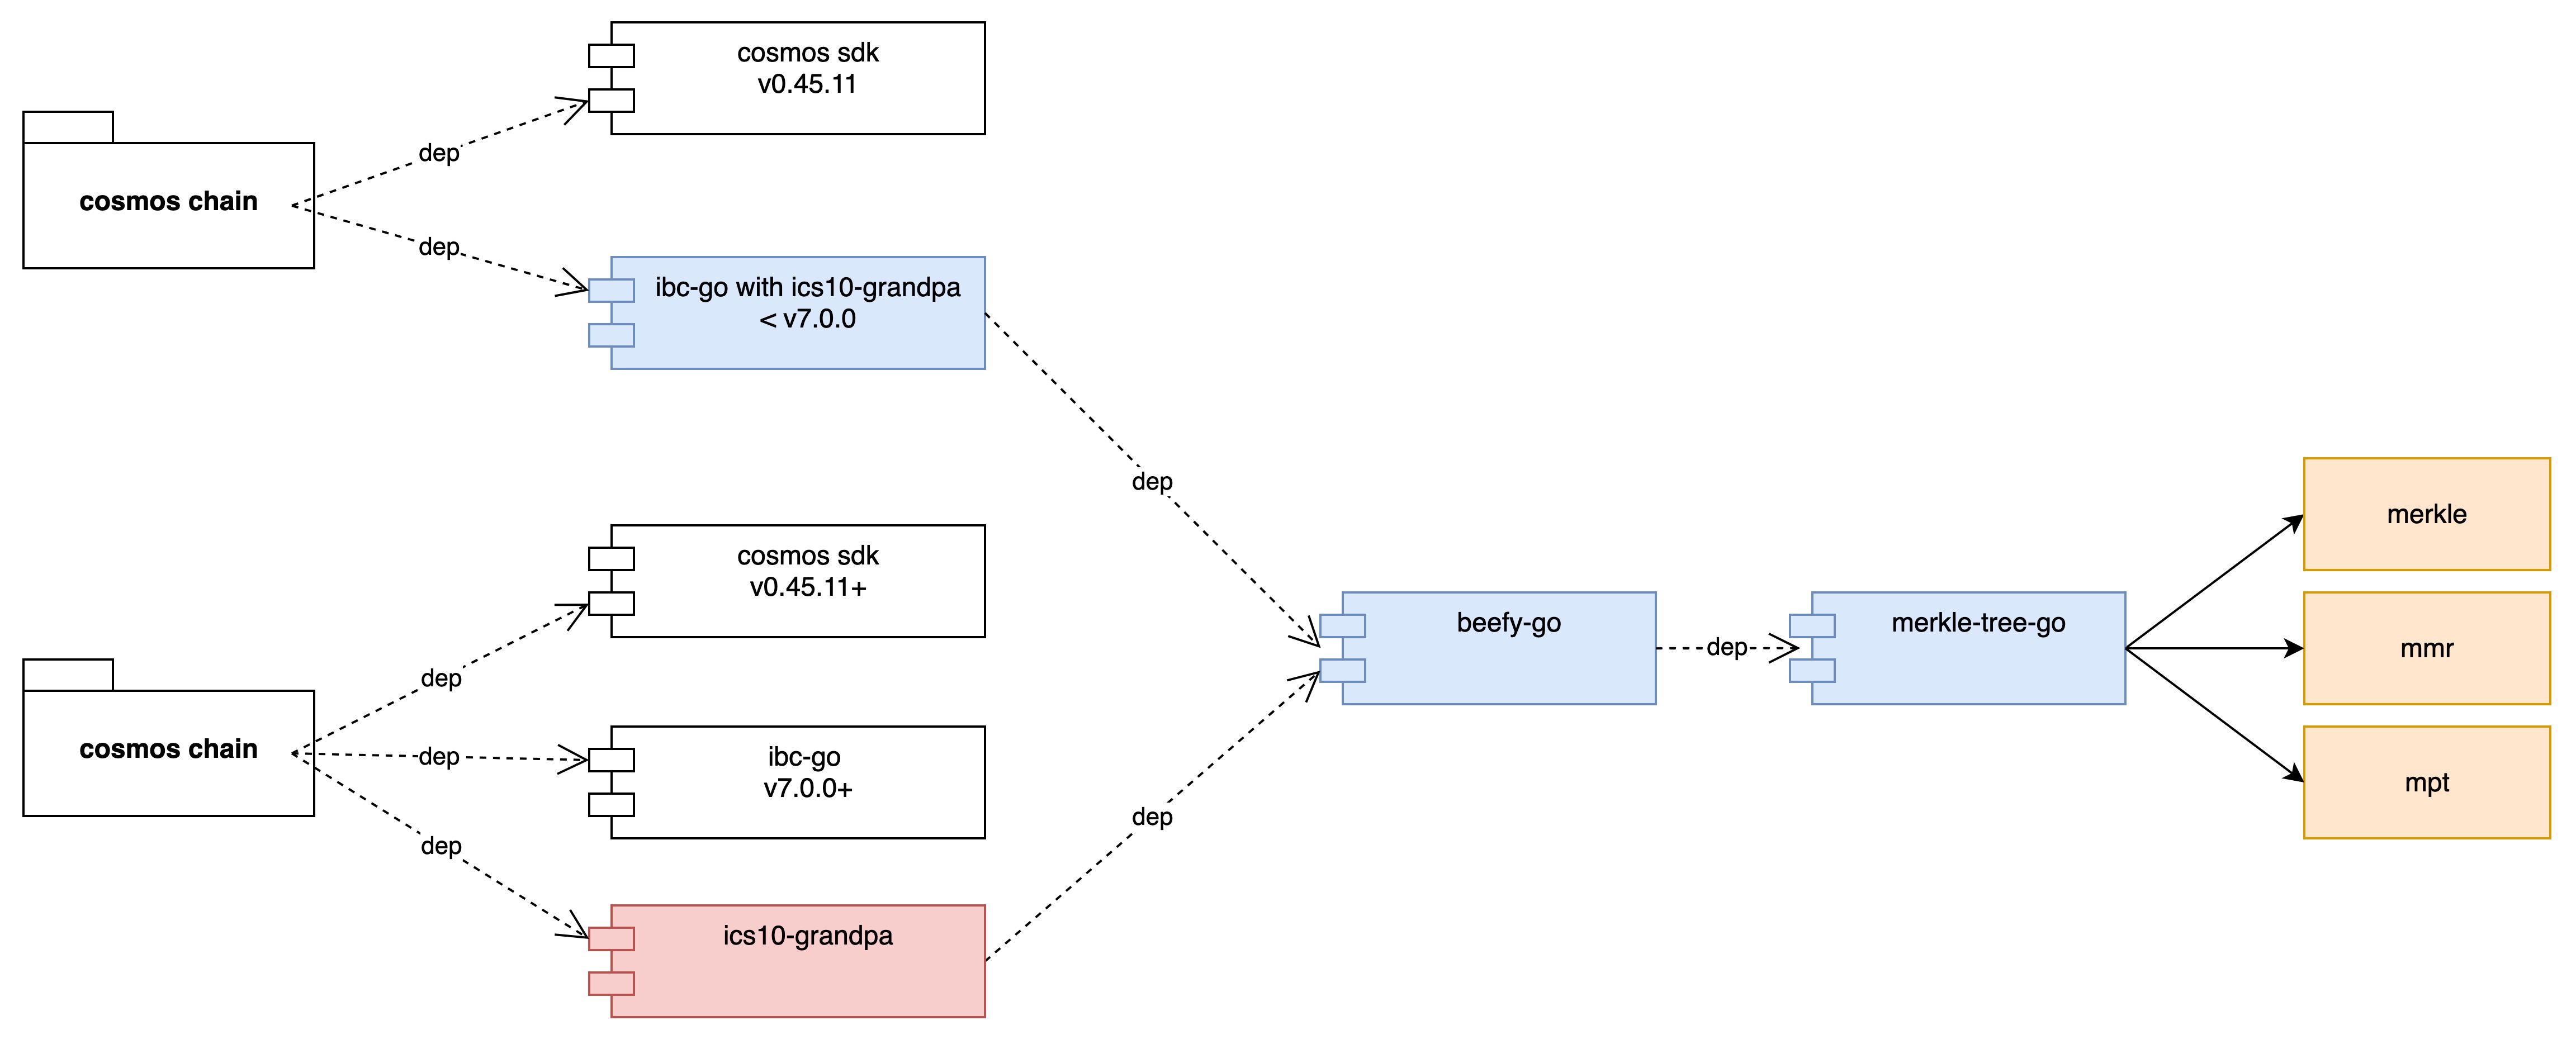 cosmos sdk
v0.45.11
dep
cosmos chain
dep
ibc-go with ics10-grandpa
< v7.0.0
dep
cosmos sdk
v0.45.11+
dep
cosmos chain
dep
ibc-go
v7.0.0+
dep
ics10-grandpa
dep
beefy-go
dep
merkle-tree-go
merkle
mmr
mpt